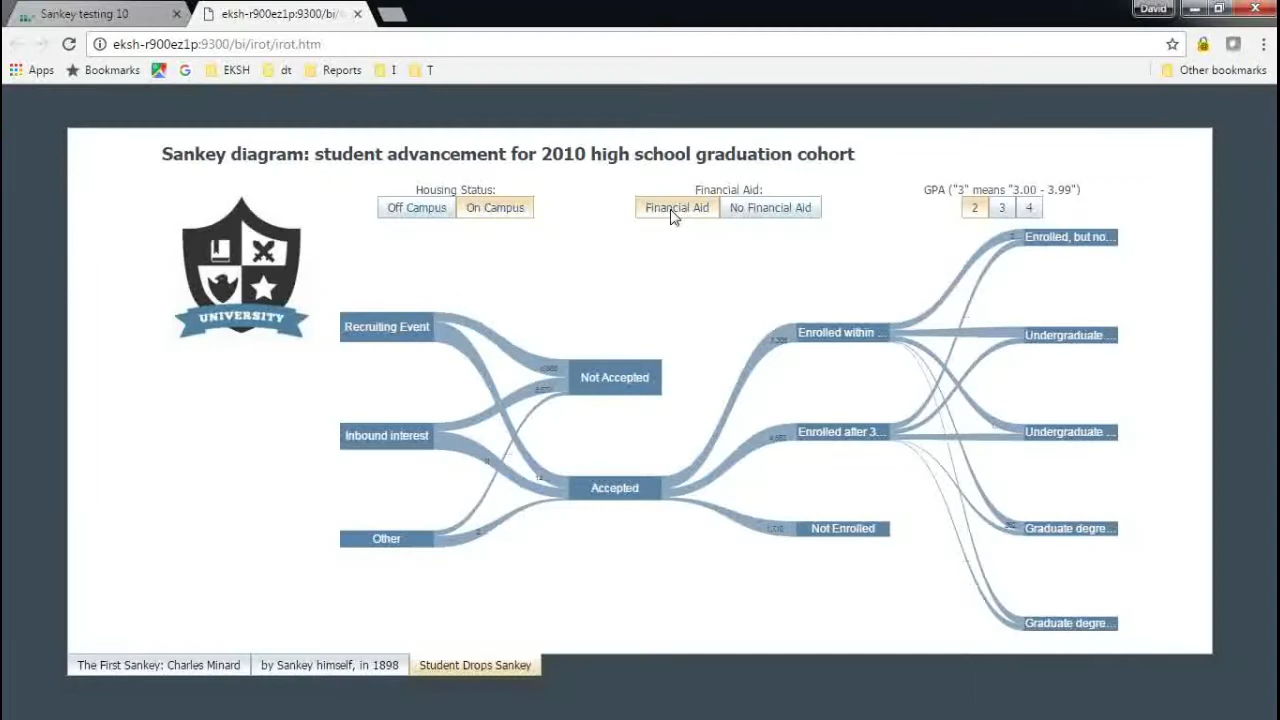 Sankey testing 10
eksh-r900ez1p:9300/bi/
David
eksh-r900ez1p:9300/bi/irot/irot.htm
Apps
Bookmarks
G
EKSH
dt
Reports
I
T
Other bookmarks
Sankey diagram: student advancement for 2010 high school graduation cohort
Housing Status:
Off Campus
On Campus
Financial Aid:
Financial Aid
No Financial Aid
GPA ("3" means "3.00 - 3.99")
2
3
4
UNIVERSITY
Recruiting Event
Inbound interest
Other
Not Accepted
Accepted
Enrolled within ...
Enrolled after 3...
Not Enrolled
Enrolled, but no...
Undergraduate ...
Undergraduate ...
Graduate degre...
Graduate degre...
The First Sankey: Charles Minard
by Sankey himself, in 1898
Student Drops Sankey